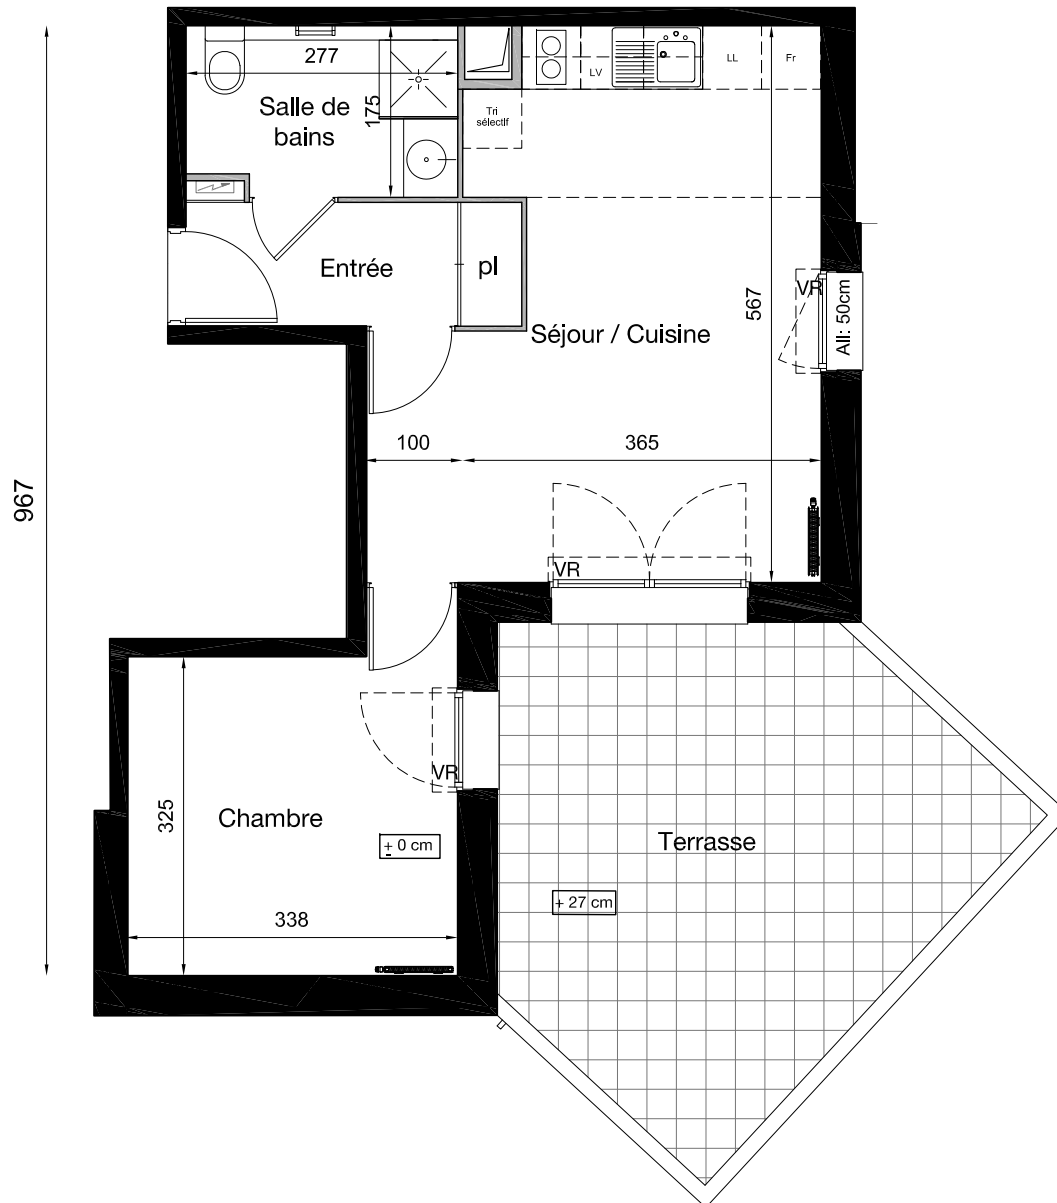 277
LV
LL
Fr
Salle de
bains
175
Tri
sélectif
Entrée
pl
567
VR
All: 50cm
Séjour / Cuisine
100
365
967
VR
VR
325
Chambre
+ 0 cm
Terrasse
+ 27 cm
338